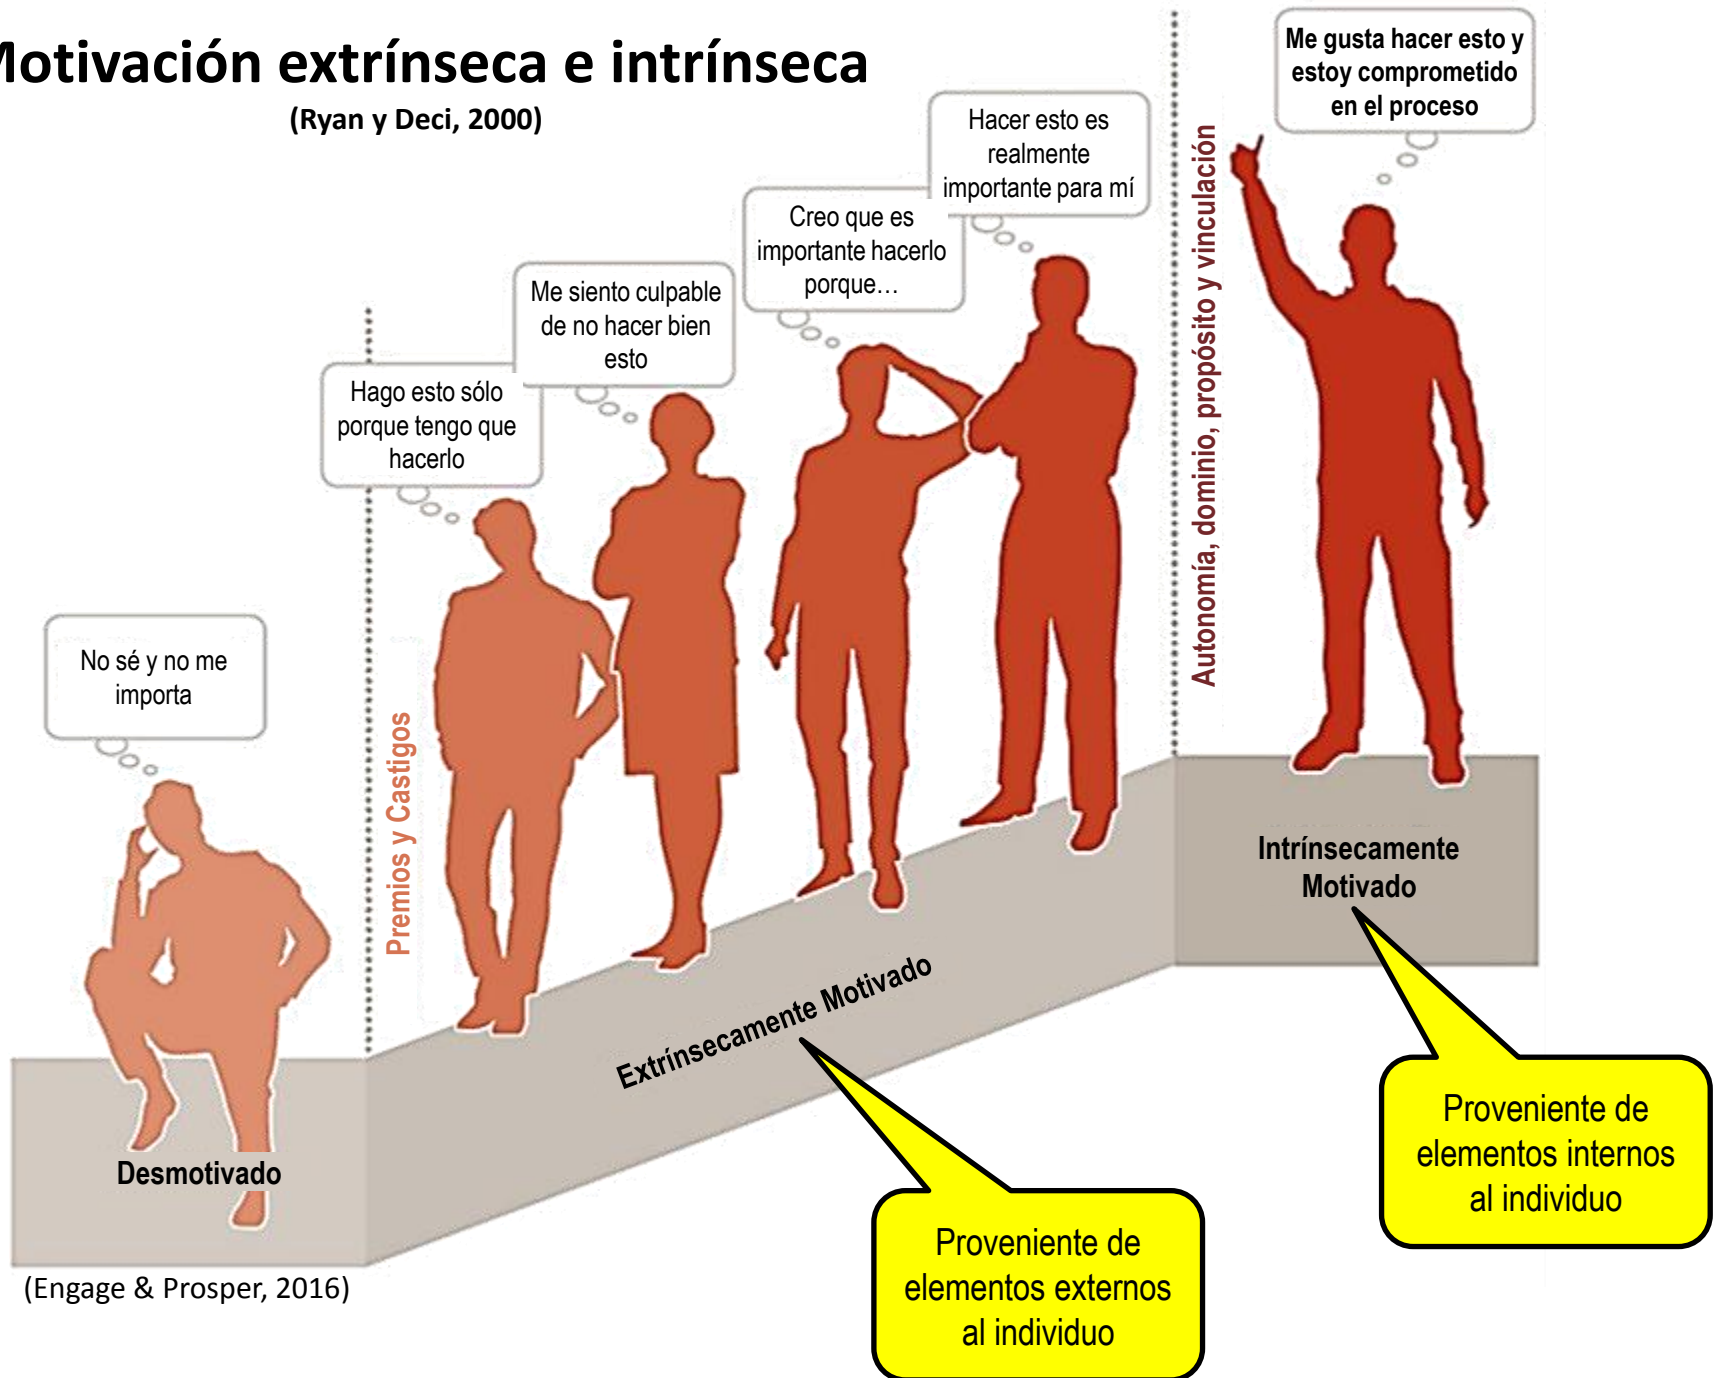 Motivación extrínseca e intrínseca
(Ryan y Deci, 2000)
Me gusta hacer esto y
estoy comprometido
en el proceso
Hacer esto es
realmente
importante para mí
Creo que es
importante hacerlo
porque…
Me siento culpable
de no hacer bien
esto
Hago esto sólo
porque tengo que
hacerlo
No sé y no me
importa
Premios y Castigos
Autonomía, dominio, propósito y vinculación
Intrínsecamente
Motivado
Extrínsecamente Motivado
Desmotivado
Proveniente de
elementos internos
al individuo
Proveniente de
elementos externos
al individuo
(Engage & Prosper, 2016)